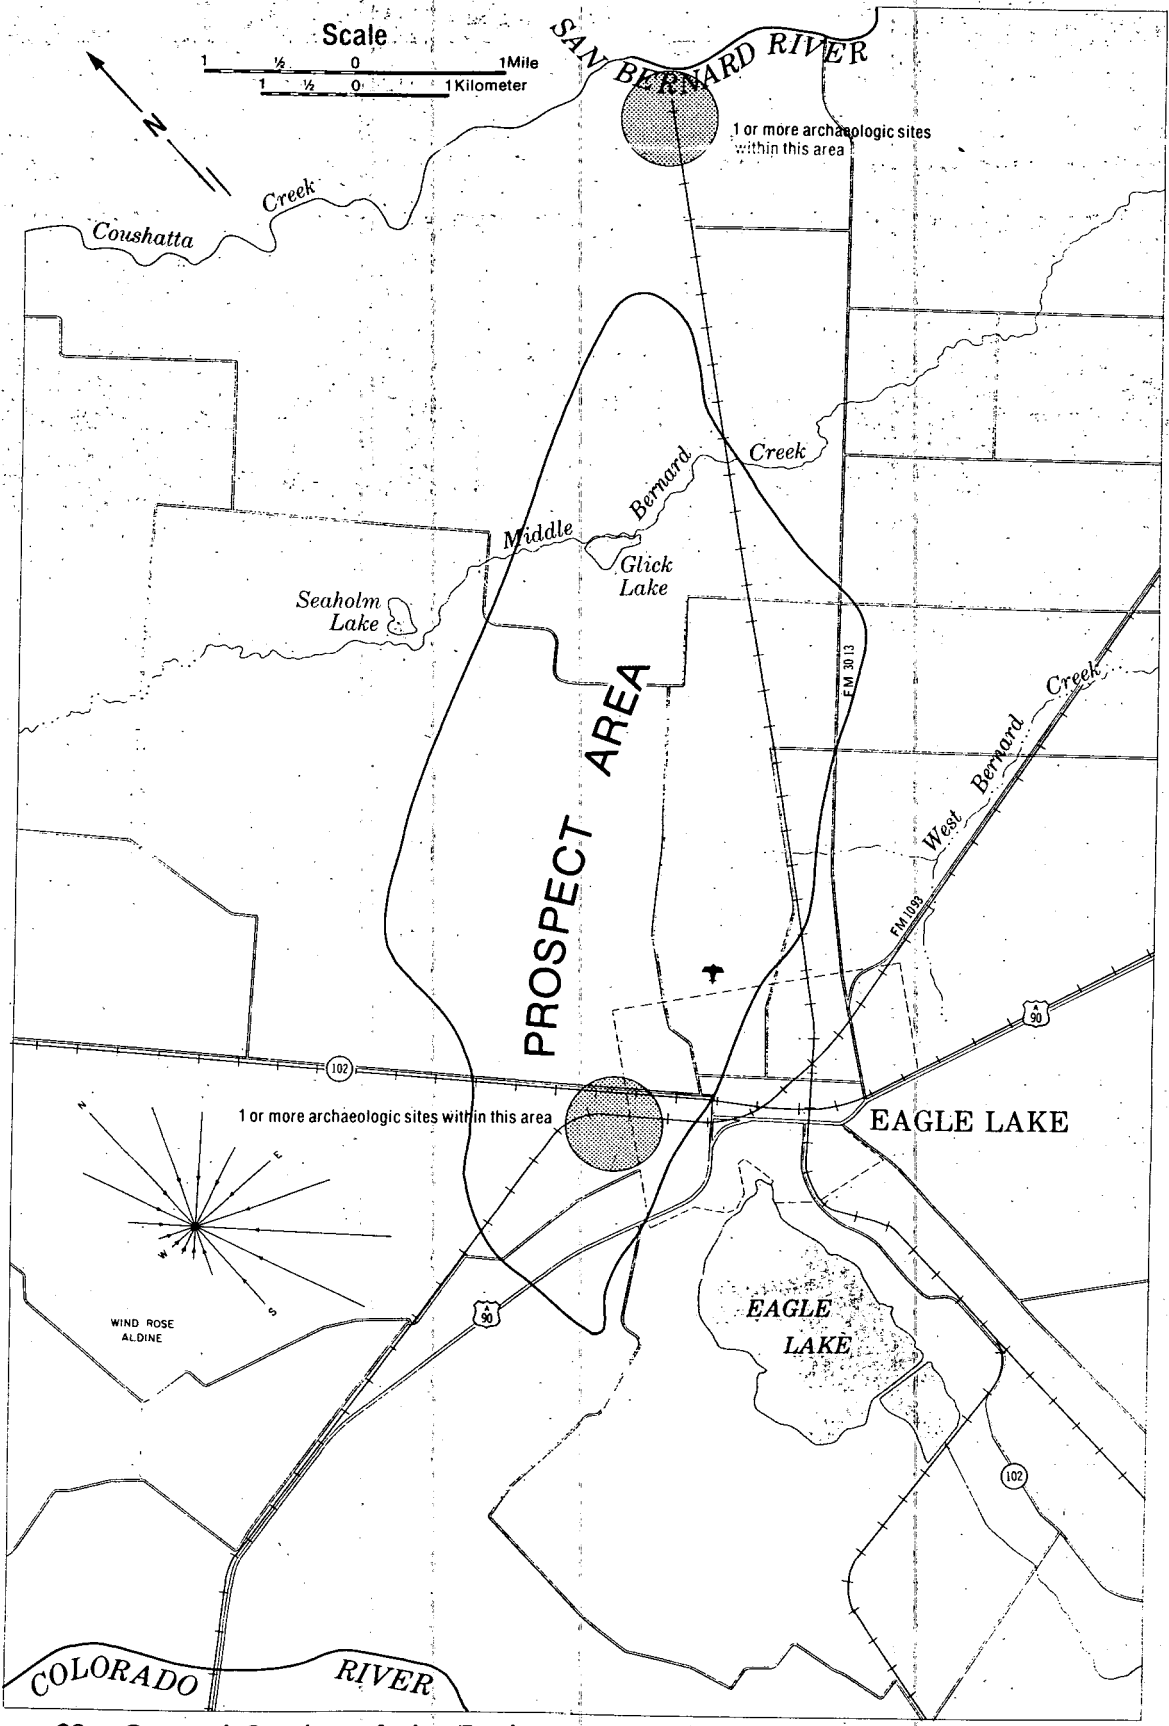 Scale
1 ½ 0 1 Mile
1 ½ 0 1 Kilometer
N
SAN BERNARD RIVER
1 or more archaeologic sites
within this area
Coushatta Creek
Middle Bernard Creek
Glick
Lake
Seaholm
Lake
FM 3013
PROSPECT AREA
West Bernard Creek
FM 1093
A
90
102
1 or more archaeologic sites within this area
EAGLE LAKE
N
E
W
S
WIND ROSE
ALDINE
A
90
EAGLE
LAKE
102
COLORADO RIVER